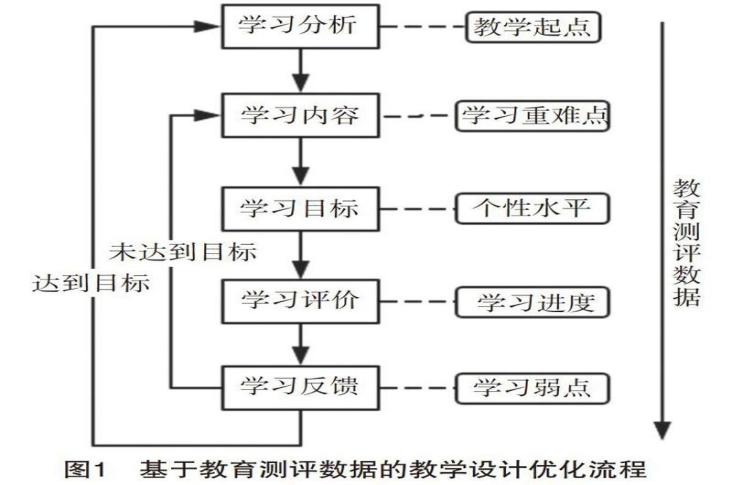 学习分析
教学起点
学习内容
学习重难点
学习目标
个性水平
未达到目标
达到目标
学习评价
学习进度
学习反馈
学习弱点
教育测评数据
图1 基于教育测评数据的教学设计优化流程